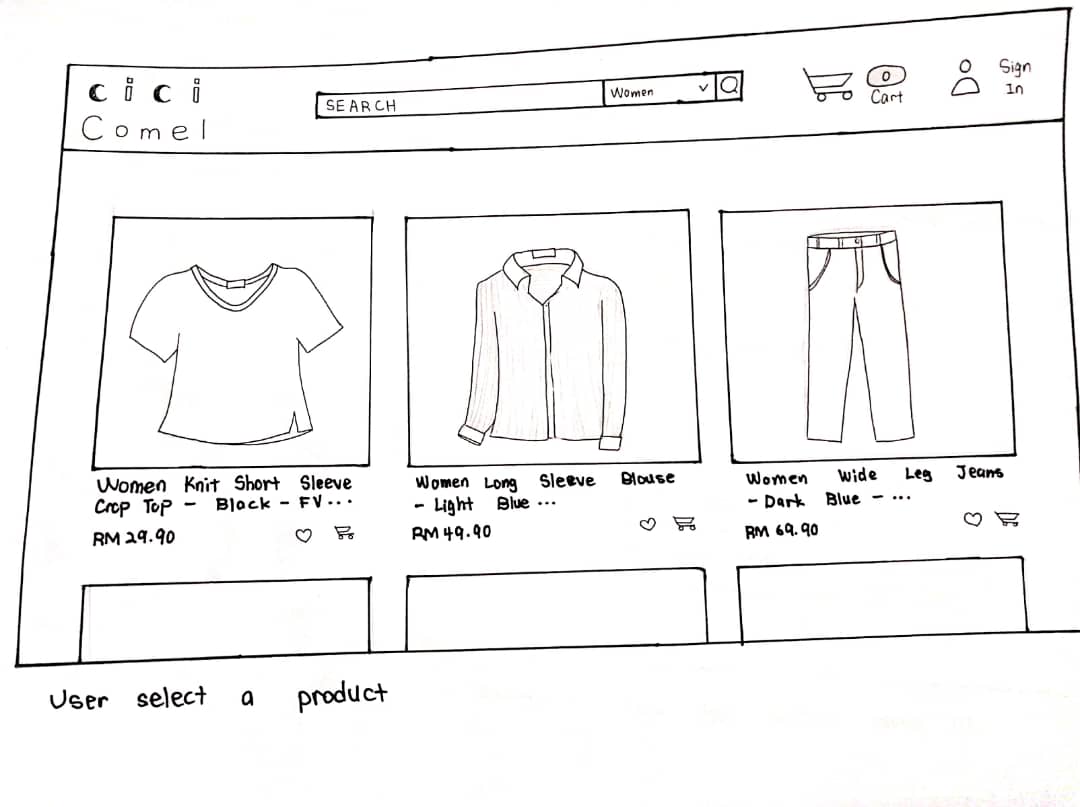 cici
Comel
SEARCH
Women
0
Cart
Sign
In
Women Knit Short Sleeve
Crop Top - Black - FV...
RM 29.90
Women Long Sleeve Blouse
- Light Blue ...
RM 49.90
Women Wide Leg Jeans
- Dark Blue - ...
RM 69.90
User select a product